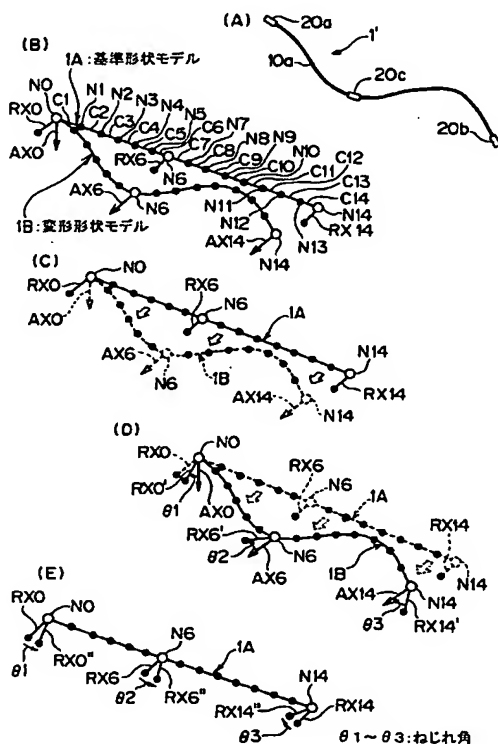 (A)
20a
1'
10a
20c
20b
(B)
1A:基準形状モデル
N0
C1
N1
C2
N2
C3
N3
C4
N4
C5
N5
C6
C7
N7
C8
N8
C9
N9
C10
N10
C11
C12
C13
C14
RX0
AX0
RX6
N6
AX6
N6
N11
N12
N13
N14
RX14
AX14
N14
1B:変形形状モデル
(C)
N0
RX0
AX0
RX6
N6
1A
N14
RX14
AX6
N6
1B
AX14
N14
(D)
N0
RX0
RX0'
θ1
AX0
RX6
N6
1A
RX14
N14
RX6'
θ2
AX6
N6
1B
AX14
N14
RX14'
θ3
(E)
N0
RX0
θ1
RX0"
N6
1A
RX6
θ2
RX6"
N14
RX14"
RX14
θ3
θ1~θ3:ねじれ角